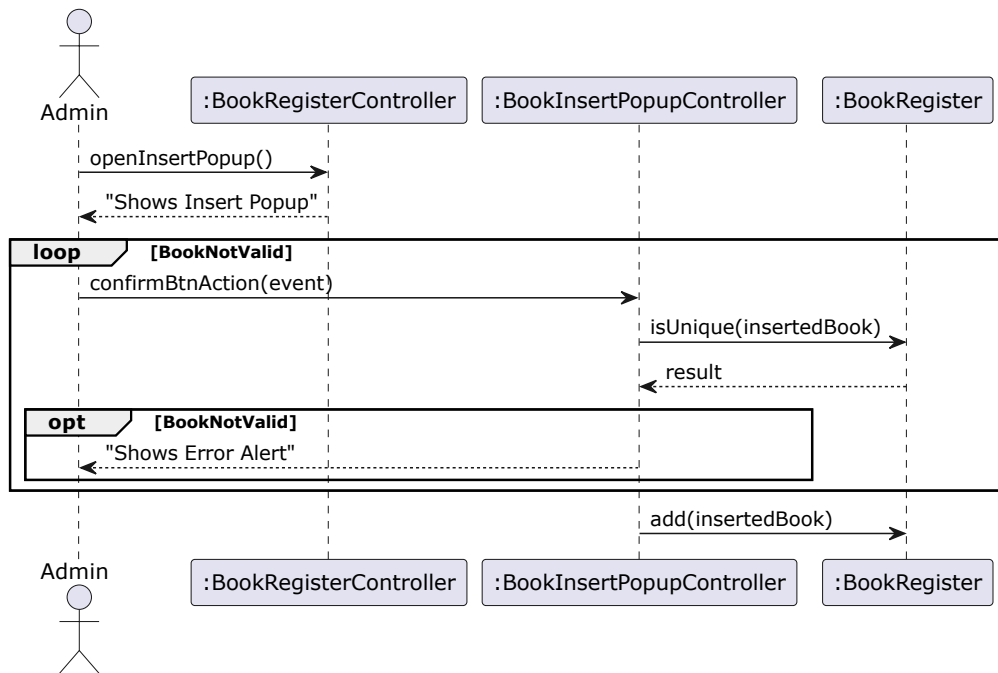 Admin
:BookRegisterController
:BookInsertPopupController
:BookRegister
openInsertPopup()
"Shows Insert Popup"
loop
[BookNotValid]
confirmBtnAction(event)
isUnique(insertedBook)
result
opt
[BookNotValid]
"Shows Error Alert"
add(insertedBook)
Admin
:BookRegisterController
:BookInsertPopupController
:BookRegister